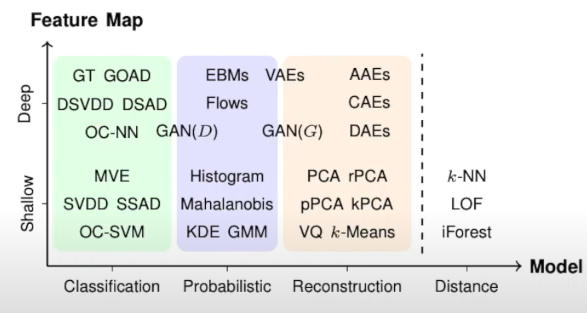 Feature Map
Deep
GT GOAD EBMs VAEs AAEs
DSVDD DSAD Flows CAEs
OC-NN GAN(D) GAN(G) DAEs
Shallow
MVE Histogram PCA rPCA k-NN
SVDD SSAD Mahalanobis pPCA kPCA LOF
OC-SVM KDE GMM VQ k-Means iForest
Model
Classification Probabilistic Reconstruction Distance